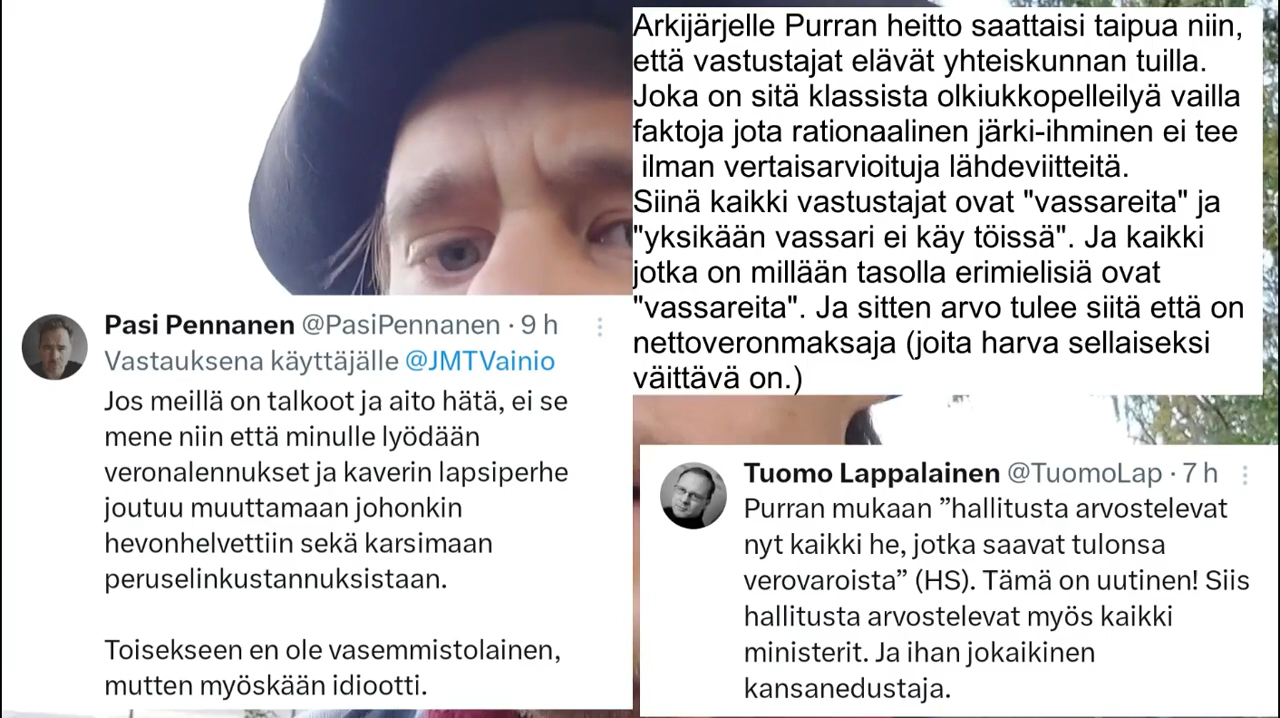 Arkijärjelle Purran heitto saattaisi taipua niin,
että vastustajat elävät yhteiskunnan tuilla.
Joka on sitä klassista olkiukkopelleilyä vailla
faktoja jota rationaalinen järki-ihminen ei tee
ilman vertaisarvioituja lähdeviitteitä.
Siinä kaikki vastustajat ovat "vassareita" ja
"yksikään vassari ei käy töissä". Ja kaikki
jotka on millään tasolla erimielisiä ovat
"vassareita". Ja sitten arvo tulee siitä että on
nettoveronmaksaja (joita harva sellaiseksi
väittävä on.)
Pasi Pennanen @PasiPennanen · 9 h
Vastauksena käyttäjälle @JMTVainio
Jos meillä on talkoot ja aito hätä, ei se
mene niin että minulle lyödään
veronalennukset ja kaverin lapsiperhe
joutuu muuttamaan johonkin
hevonhelvettiin sekä karsimaan
peruselinkustannuksistaan.
Toisekseen en ole vasemmistolainen,
mutten myöskään idiootti.
Tuomo Lappalainen @TuomoLap · 7 h
Purran mukaan ”hallitusta arvostelevat
nyt kaikki he, jotka saavat tulonsa
verovaroista” (HS). Tämä on uutinen! Siis
hallitusta arvostelevat myös kaikki
ministerit. Ja ihan jokaikinen
kansanedustaja.